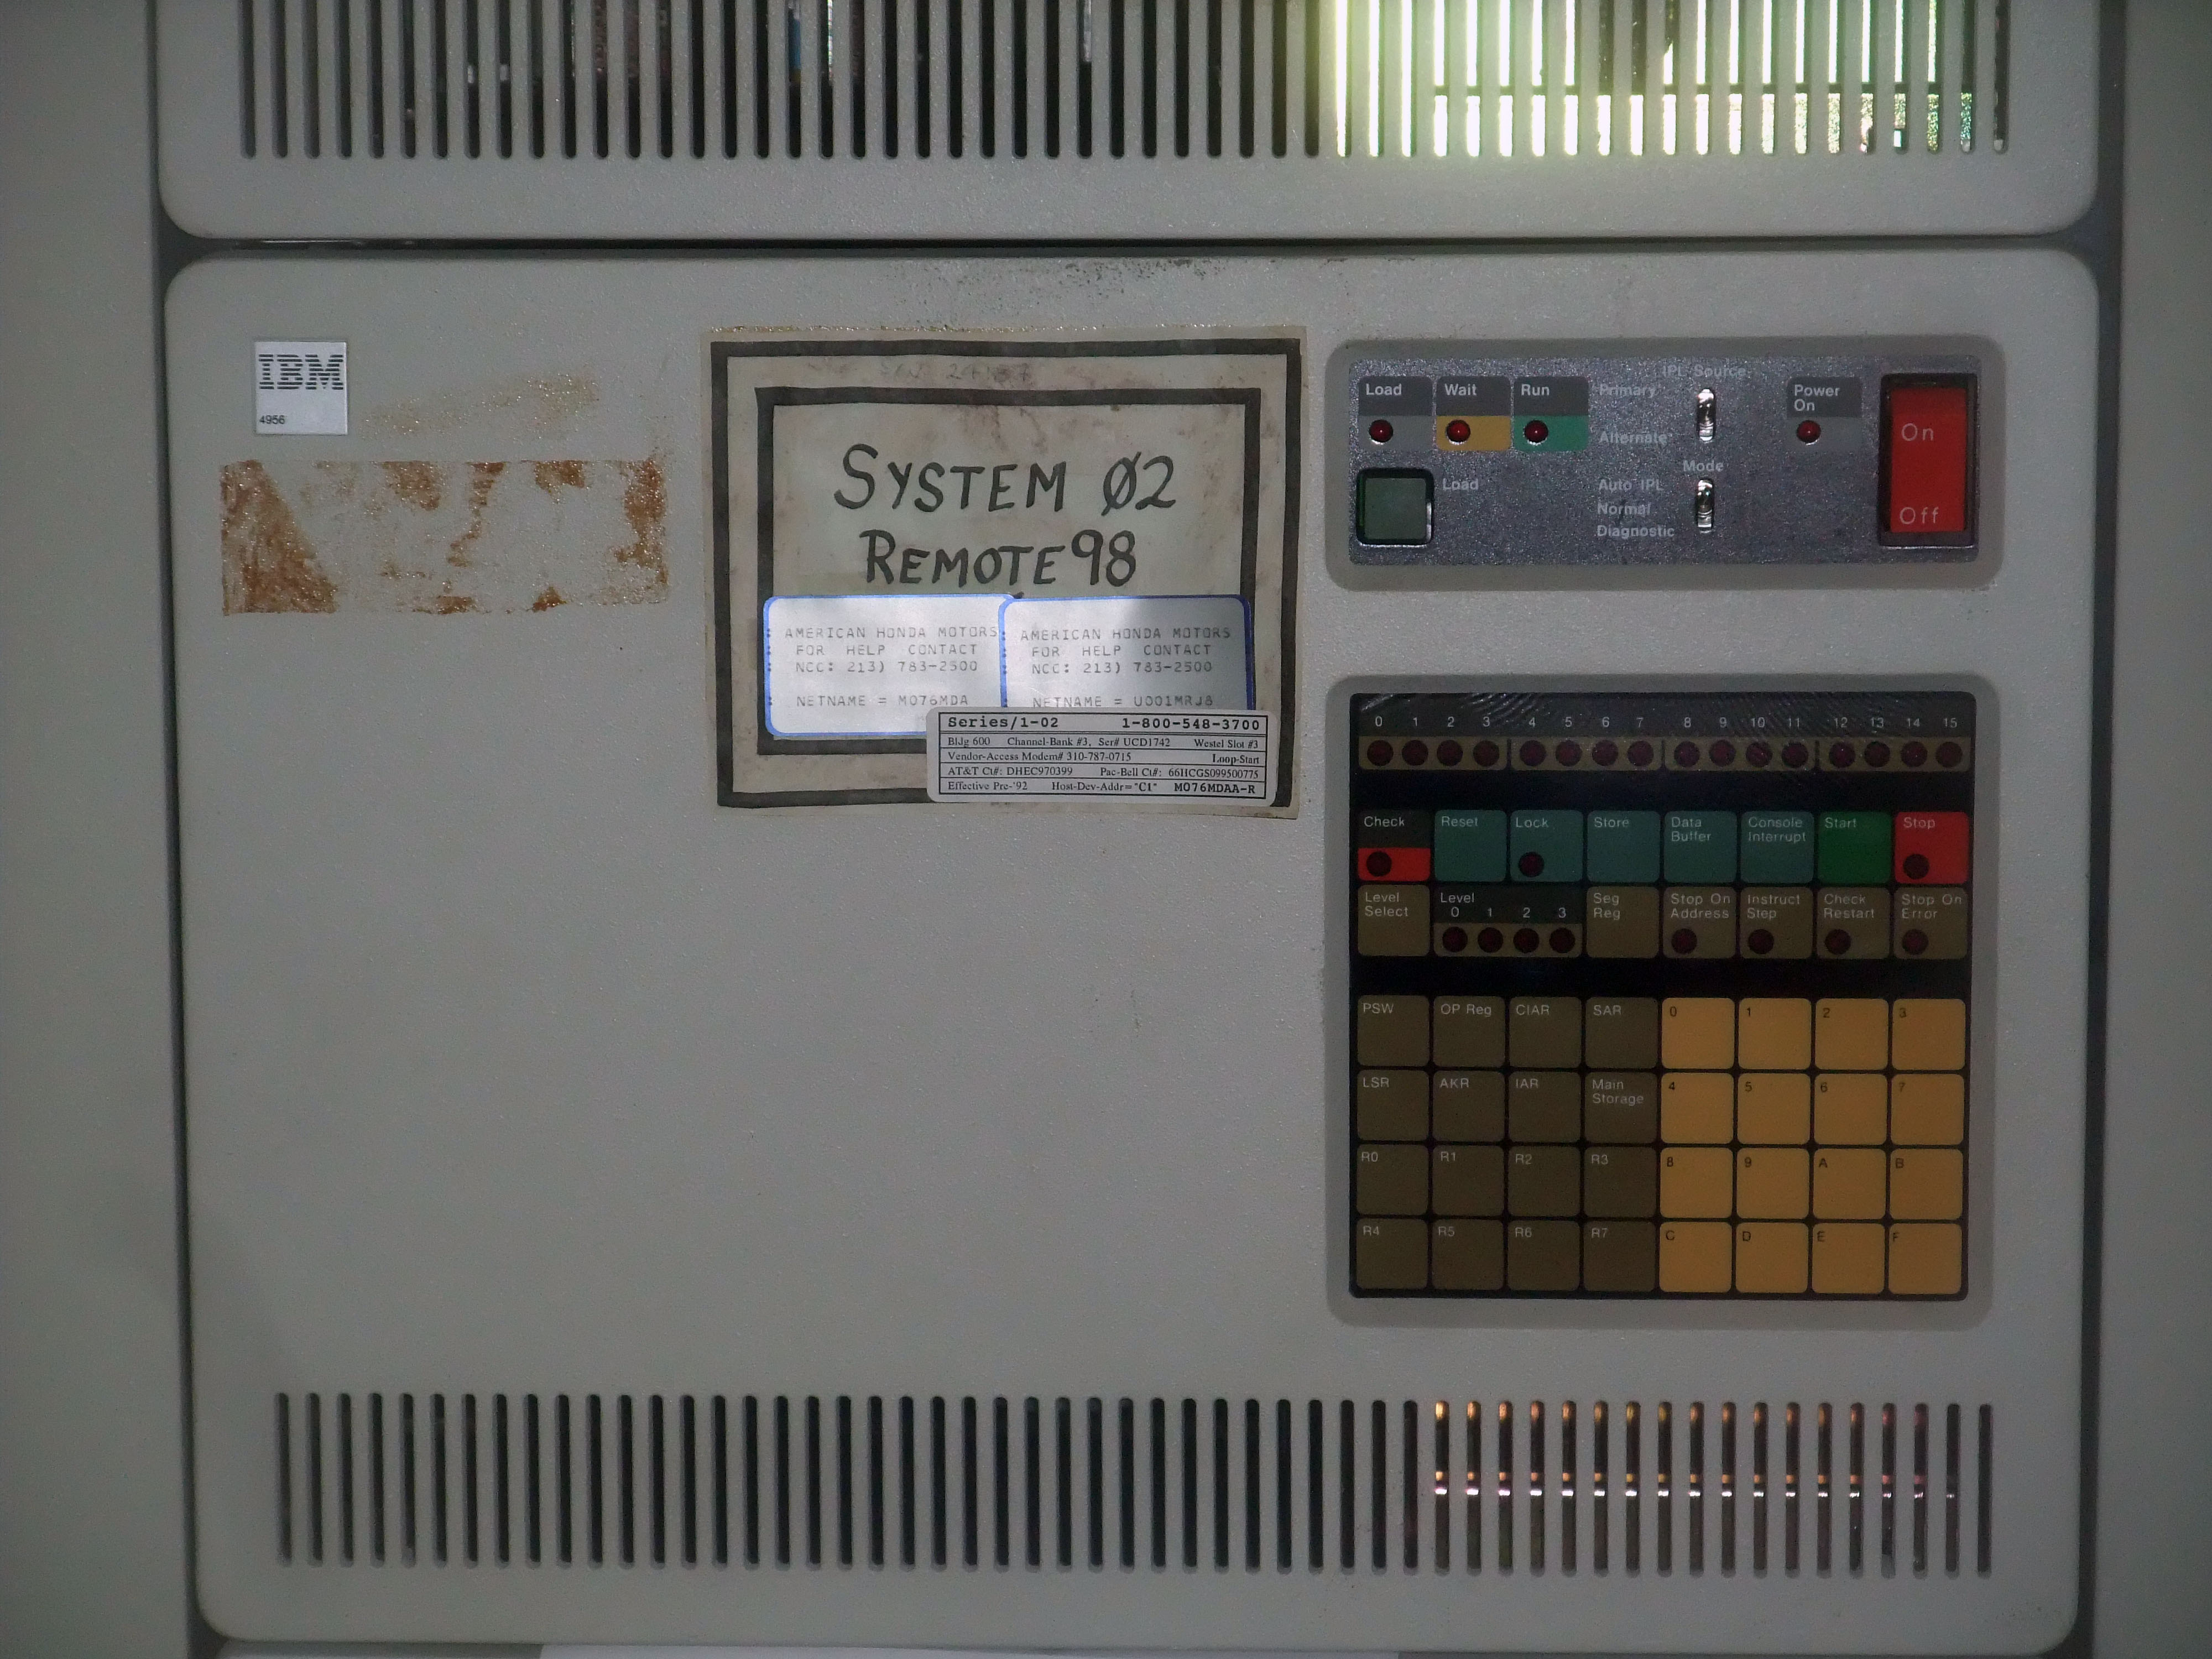 IBM
4956
SYSTEM Ø2
REMOTE 98
: AMERICAN HONDA MOTORS
: FOR HELP CONTACT
: NCC: 213) 783-2500
: NETNAME = M076MDA
: AMERICAN HONDA MOTORS
: FOR HELP CONTACT
: NCC: 213) 783-2500
: NETNAME = U001MRJ8
Series/1-02 1-800-548-3700
Bldg 600 Channel-Bank #3, Ser# UCD1742 Westel Slot #3
Vendor-Access Modem# 310-787-0715 Loop-Start
AT&T Ct#: DHEC970399 Pac-Bell Ct#: 66HCGS099500775
Effective Pre-'92 Host-Dev-Addr="C1" M076MDAA-R
IPL Source
Load Wait Run Primary Power
On
Alternate
On
Mode
Load Auto IPL
Normal
Diagnostic
Off
0 1 2 3 4 5 6 7 8 9 10 11 12 13 14 15
Check Reset Lock Store Data
Buffer Console
Interrupt Start Stop
Level
Select Level
0 1 2 3 Seg
Reg Stop On
Address Instruct
Step Check
Restart Stop On
Error
PSW OP Reg CIAR SAR 0 1 2 3
LSR AKR IAR Main
Storage 4 5 6 7
R0 R1 R2 R3 8 9 A B
R4 R5 R6 R7 C D E F